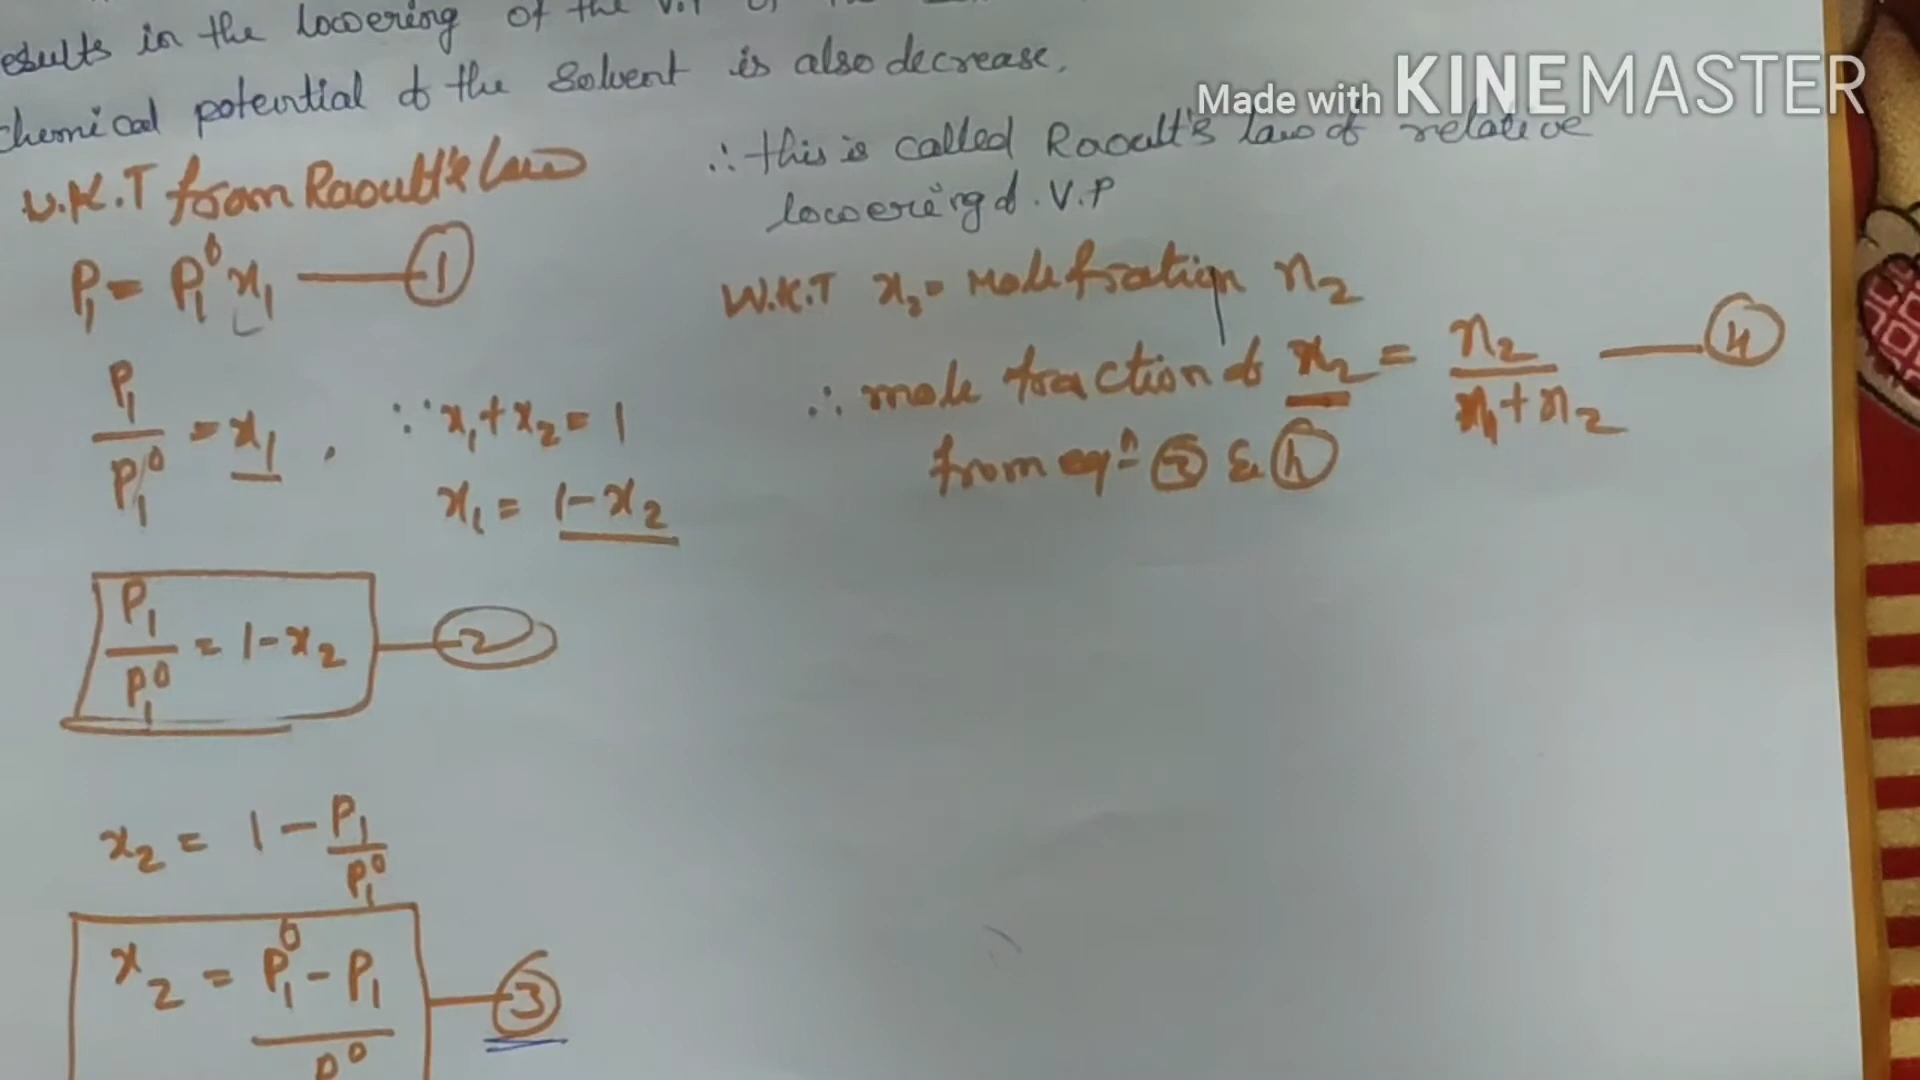 esults in the lowering of the V.P
chemical potential of the Solvent is also decrease.
W.K.T from Raoult's law
P₁ = P₁⁰ x₁ — 1
P₁ / P₁⁰ = x₁ , ∵ x₁ + x₂ = 1
x₁ = 1 - x₂
P₁ / P₁⁰ = 1 - x₂ — 2
x₂ = 1 - P₁ / P₁⁰
x₂ = P₁⁰ - P₁ / P⁰ — 3
Made with KINEMASTER
∴ this is called Raoult's law of relative
lowering of . V.P
W.K.T x₂ = Mole fration n₂
∴ mole fraction of x₂ = n₂ / n₁ + n₂ — 4
from eqn 3 & 4